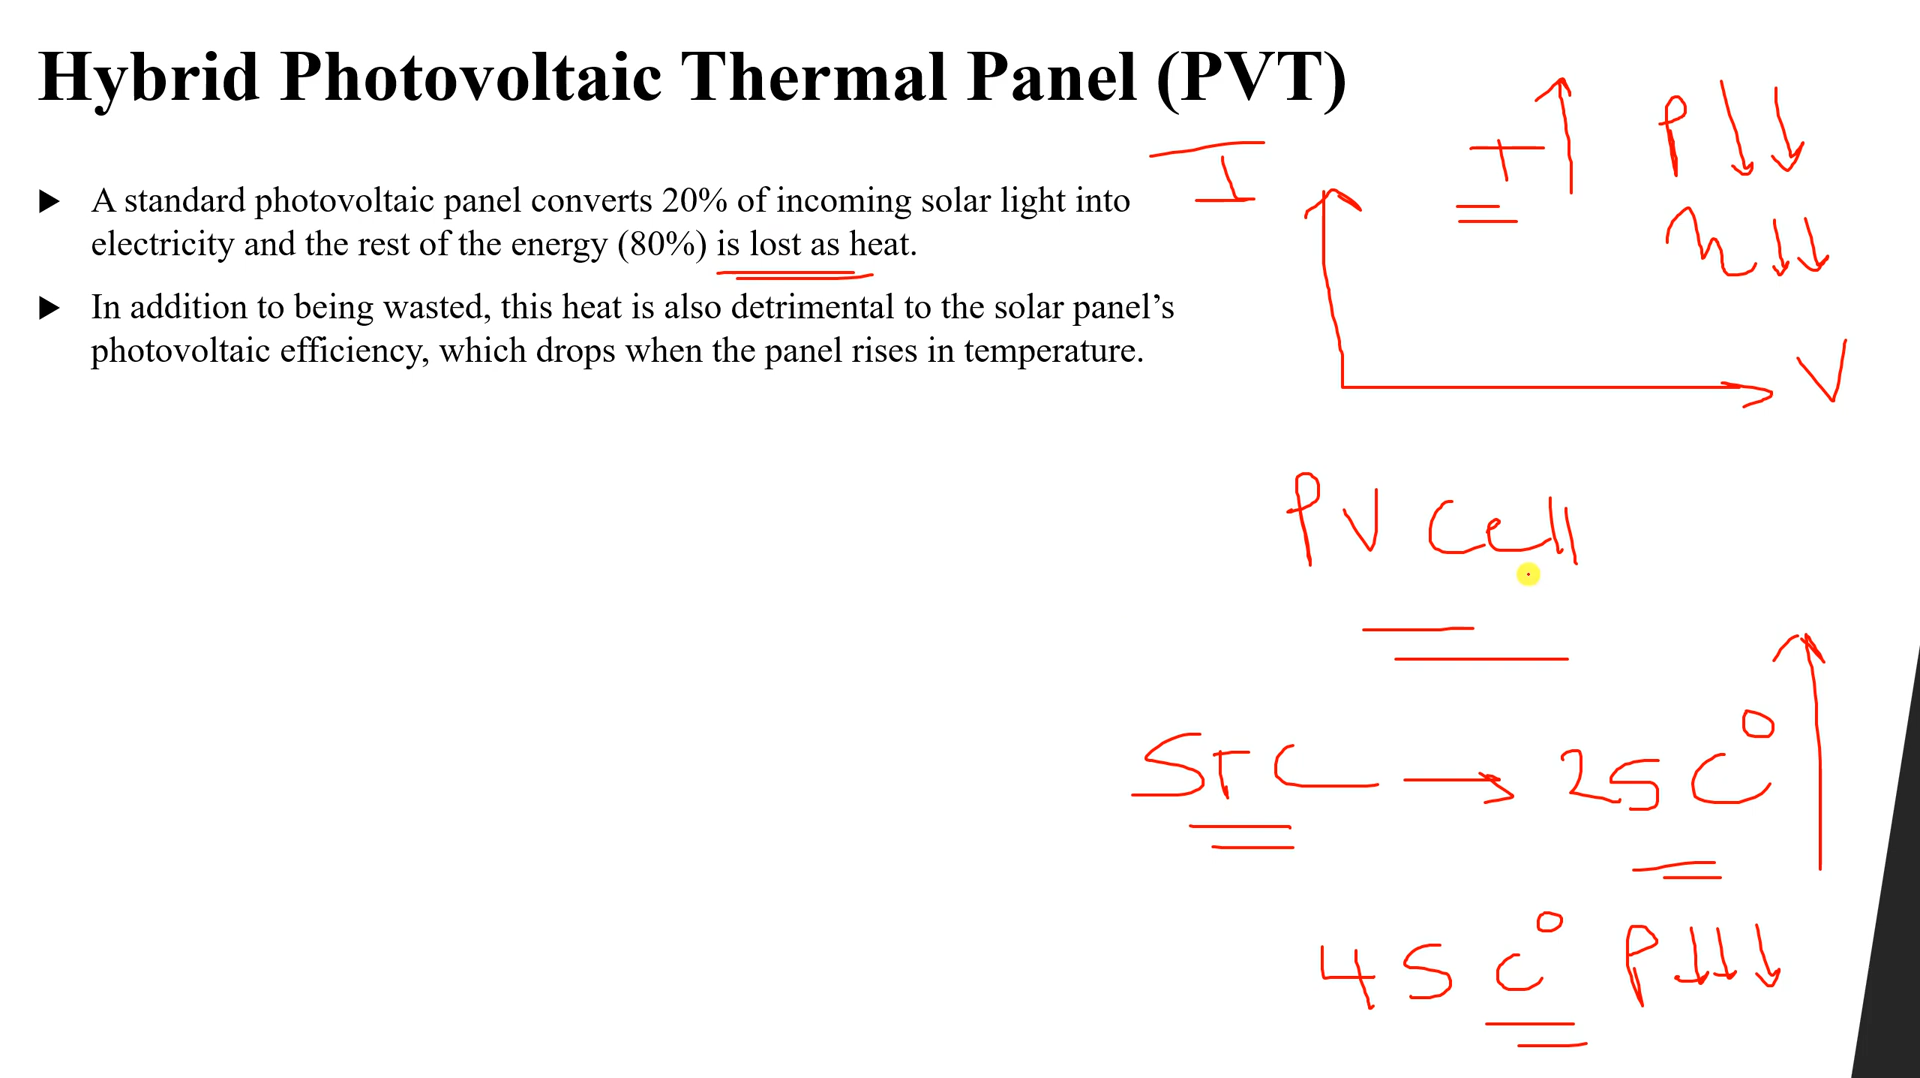 Hybrid Photovoltaic Thermal Panel (PVT)
A standard photovoltaic panel converts 20% of incoming solar light into
electricity and the rest of the energy (80%) is lost as heat.
In addition to being wasted, this heat is also detrimental to the solar panel’s
photovoltaic efficiency, which drops when the panel rises in temperature.
I
T↑ P↓↓
η↓↓
V
PV Cell
STC → 25 C°
45 C° P↓↓↓